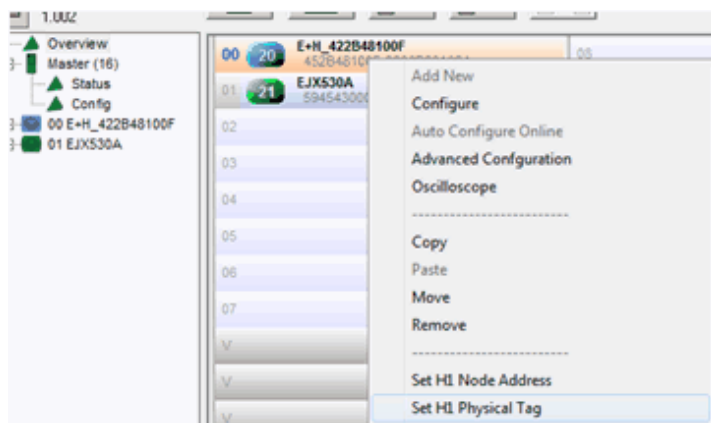 1.002
Overview
Master (16)
Status
Config
00 E+H_422B48100F
01 EJX530A
00 20 E+H_422B48100F
01 21 EJX530A
02
03
04
05
06
07
V
V
V
08
Add New
Configure
Auto Configure Online
Advanced Confguration
Oscilloscope
--------------------------
Copy
Paste
Move
Remove
--------------------------
Set H1 Node Address
Set H1 Physical Tag